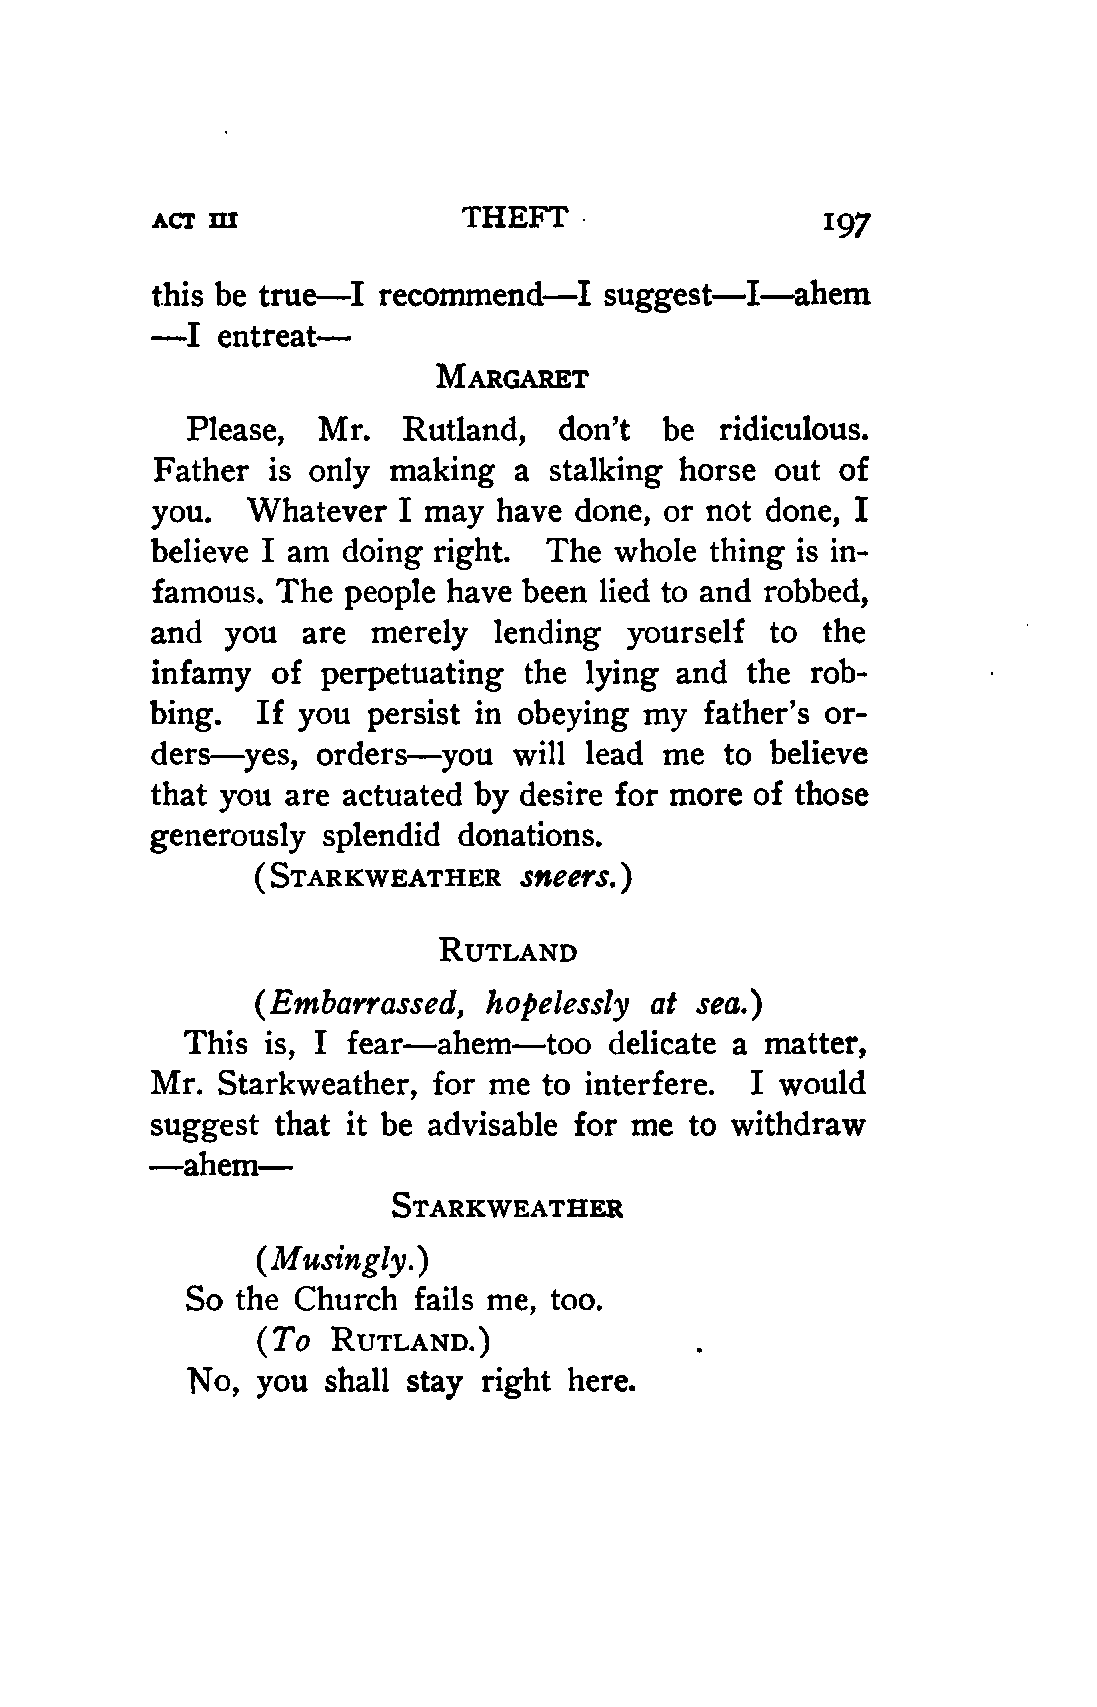 ACT III THEFT 197
this be true—I recommend—I suggest—I—ahem
—I entreat—
MARGARET
Please, Mr. Rutland, don't be ridiculous.
Father is only making a stalking horse out of
you. Whatever I may have done, or not done, I
believe I am doing right. The whole thing is in-
famous. The people have been lied to and robbed,
and you are merely lending yourself to the
infamy of perpetuating the lying and the rob-
bing. If you persist in obeying my father's or-
ders—yes, orders—you will lead me to believe
that you are actuated by desire for more of those
generously splendid donations.
(STARKWEATHER sneers.)
RUTLAND
(Embarrassed, hopelessly at sea.)
This is, I fear—ahem—too delicate a matter,
Mr. Starkweather, for me to interfere. I would
suggest that it be advisable for me to withdraw
—ahem—
STARKWEATHER
(Musingly.)
So the Church fails me, too.
(To RUTLAND.)
No, you shall stay right here.